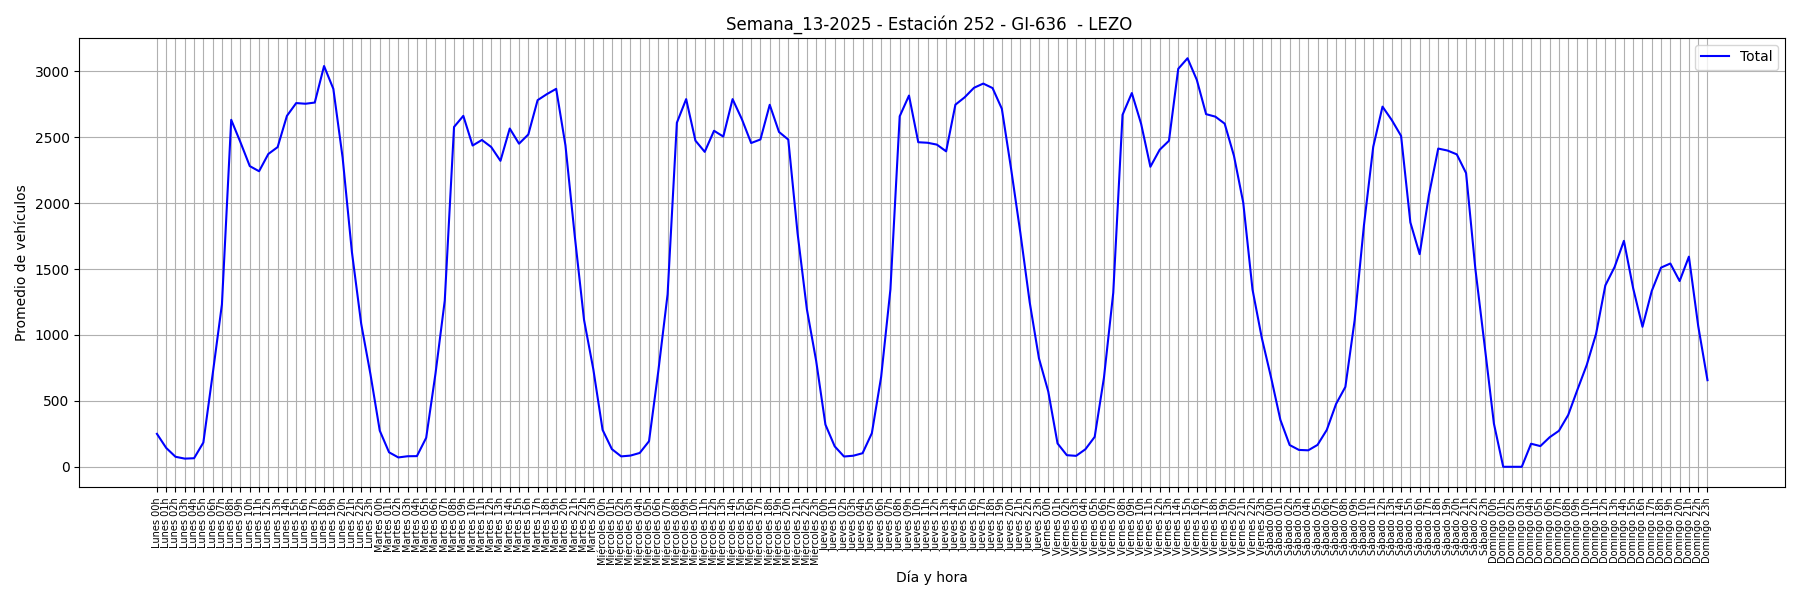 Semana_13-2025 - Estación 252 - GI-636  - LEZO
Total
Promedio de vehículos
3000
2500
2000
1500
1000
500
0
Lunes 00h
Lunes 01h
Lunes 02h
Lunes 03h
Lunes 04h
Lunes 05h
Lunes 06h
Lunes 07h
Lunes 08h
Lunes 09h
Lunes 10h
Lunes 11h
Lunes 12h
Lunes 13h
Lunes 14h
Lunes 15h
Lunes 16h
Lunes 17h
Lunes 18h
Lunes 19h
Lunes 20h
Lunes 21h
Lunes 22h
Lunes 23h
Martes 00h
Martes 01h
Martes 02h
Martes 03h
Martes 04h
Martes 05h
Martes 06h
Martes 07h
Martes 08h
Martes 09h
Martes 10h
Martes 11h
Martes 12h
Martes 13h
Martes 14h
Martes 15h
Martes 16h
Martes 17h
Martes 18h
Martes 19h
Martes 20h
Martes 21h
Martes 22h
Martes 23h
Miércoles 00h
Miércoles 01h
Miércoles 02h
Miércoles 03h
Miércoles 04h
Miércoles 05h
Miércoles 06h
Miércoles 07h
Miércoles 08h
Miércoles 09h
Miércoles 10h
Miércoles 11h
Miércoles 12h
Miércoles 13h
Miércoles 14h
Miércoles 15h
Miércoles 16h
Miércoles 17h
Miércoles 18h
Miércoles 19h
Miércoles 20h
Miércoles 21h
Miércoles 22h
Miércoles 23h
Jueves 00h
Jueves 01h
Jueves 02h
Jueves 03h
Jueves 04h
Jueves 05h
Jueves 06h
Jueves 07h
Jueves 08h
Jueves 09h
Jueves 10h
Jueves 11h
Jueves 12h
Jueves 13h
Jueves 14h
Jueves 15h
Jueves 16h
Jueves 17h
Jueves 18h
Jueves 19h
Jueves 20h
Jueves 21h
Jueves 22h
Jueves 23h
Viernes 00h
Viernes 01h
Viernes 02h
Viernes 03h
Viernes 04h
Viernes 05h
Viernes 06h
Viernes 07h
Viernes 08h
Viernes 09h
Viernes 10h
Viernes 11h
Viernes 12h
Viernes 13h
Viernes 14h
Viernes 15h
Viernes 16h
Viernes 17h
Viernes 18h
Viernes 19h
Viernes 20h
Viernes 21h
Viernes 22h
Viernes 23h
Sábado 00h
Sábado 01h
Sábado 02h
Sábado 03h
Sábado 04h
Sábado 05h
Sábado 06h
Sábado 07h
Sábado 08h
Sábado 09h
Sábado 10h
Sábado 11h
Sábado 12h
Sábado 13h
Sábado 14h
Sábado 15h
Sábado 16h
Sábado 17h
Sábado 18h
Sábado 19h
Sábado 20h
Sábado 21h
Sábado 22h
Sábado 23h
Domingo 00h
Domingo 01h
Domingo 02h
Domingo 03h
Domingo 04h
Domingo 05h
Domingo 06h
Domingo 07h
Domingo 08h
Domingo 09h
Domingo 10h
Domingo 11h
Domingo 12h
Domingo 13h
Domingo 14h
Domingo 15h
Domingo 16h
Domingo 17h
Domingo 18h
Domingo 19h
Domingo 20h
Domingo 21h
Domingo 22h
Domingo 23h
Día y hora